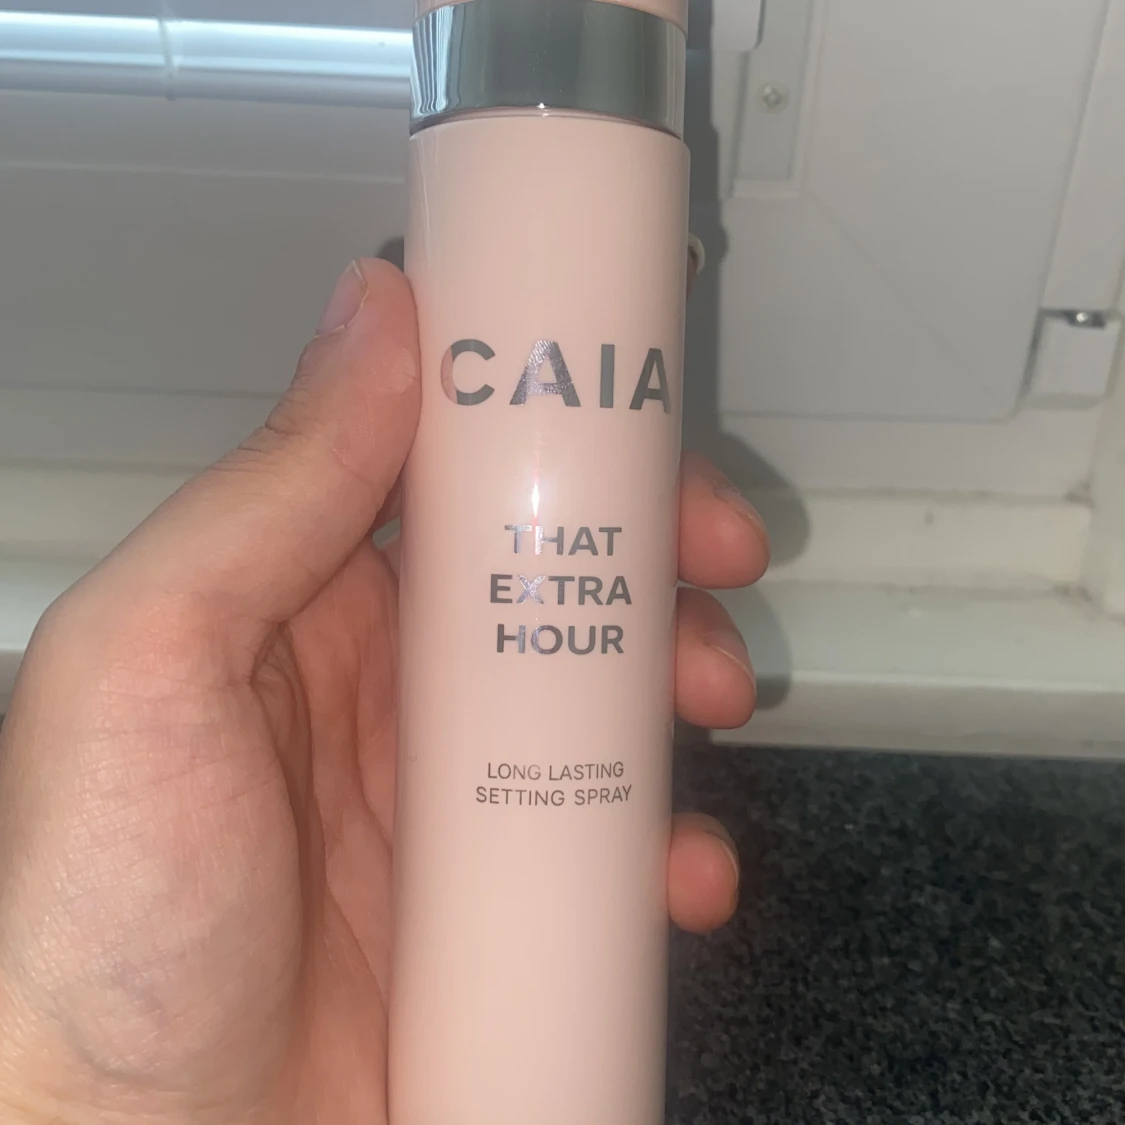 CAIA
THAT
EXTRA
HOUR
LONG LASTING
SETTING SPRAY